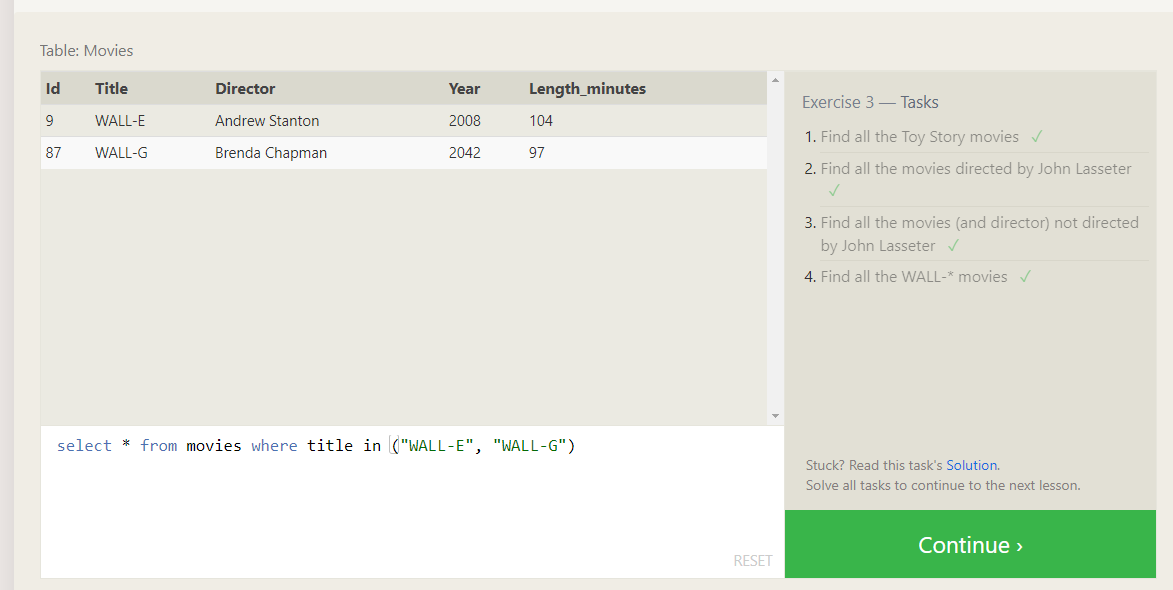 Table: Movies
Id Title Director Year Length_minutes
9 WALL-E Andrew Stanton 2008 104
87 WALL-G Brenda Chapman 2042 97
select * from movies where title in ("WALL-E", "WALL-G")
RESET
Exercise 3 — Tasks
1. Find all the Toy Story movies ✓
2. Find all the movies directed by John Lasseter
✓
3. Find all the movies (and director) not directed
by John Lasseter ✓
4. Find all the WALL-* movies ✓
Stuck? Read this task's Solution.
Solve all tasks to continue to the next lesson.
Continue ›